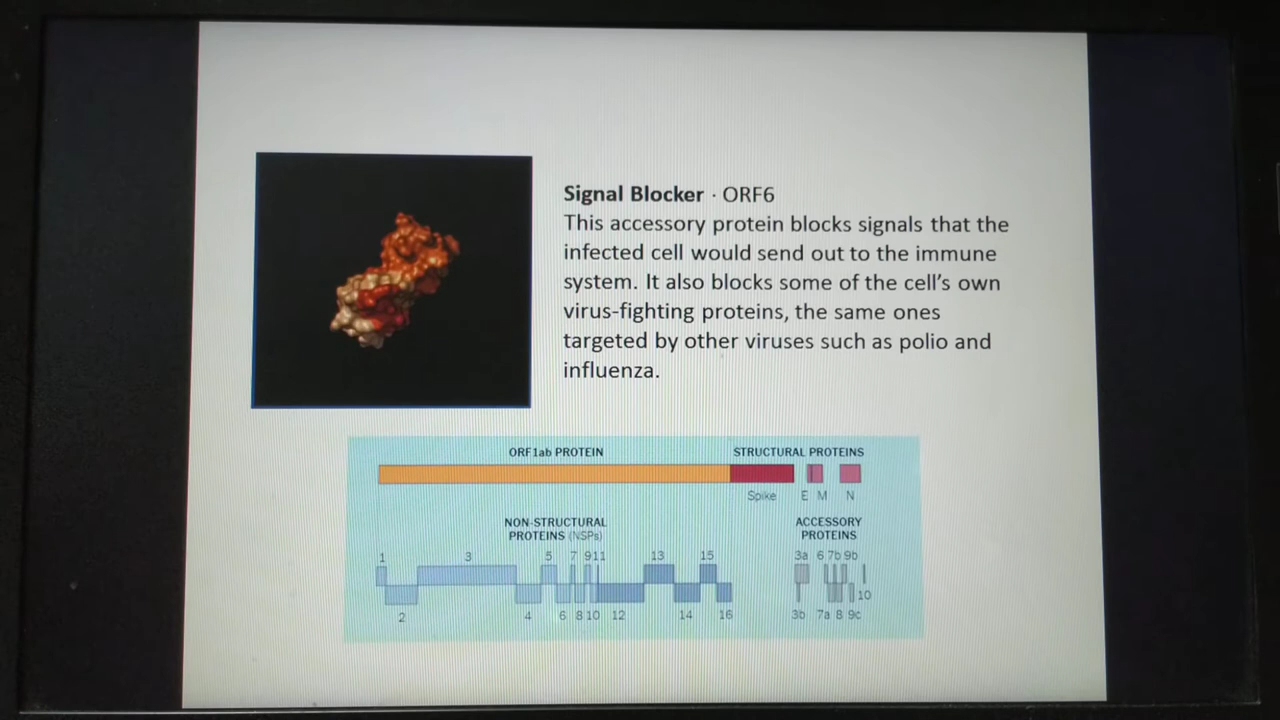 Signal Blocker · ORF6
This accessory protein blocks signals that the
infected cell would send out to the immune
system. It also blocks some of the cell's own
virus-fighting proteins, the same ones
targeted by other viruses such as polio and
influenza.
ORF1ab PROTEIN
STRUCTURAL PROTEINS
Spike E M N
NON-STRUCTURAL
PROTEINS (NSPs)
ACCESSORY
PROTEINS
1 3 5 7 9 11 13 15
2 4 6 8 10 12 14 16
3a 6 7b 9b
10
3b 7a 8 9c